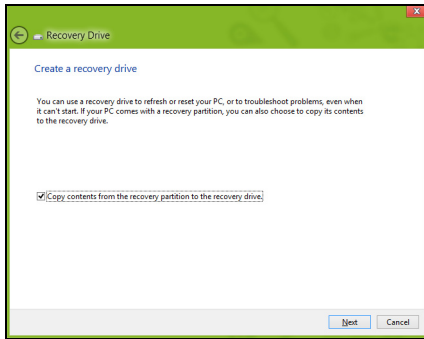 Recovery Drive
Create a recovery drive
You can use a recovery drive to refresh or reset your PC, or to troubleshoot problems, even when
it can't start. If your PC comes with a recovery partition, you can also choose to copy its contents
to the recovery drive.
Copy contents from the recovery partition to the recovery drive.
Next Cancel